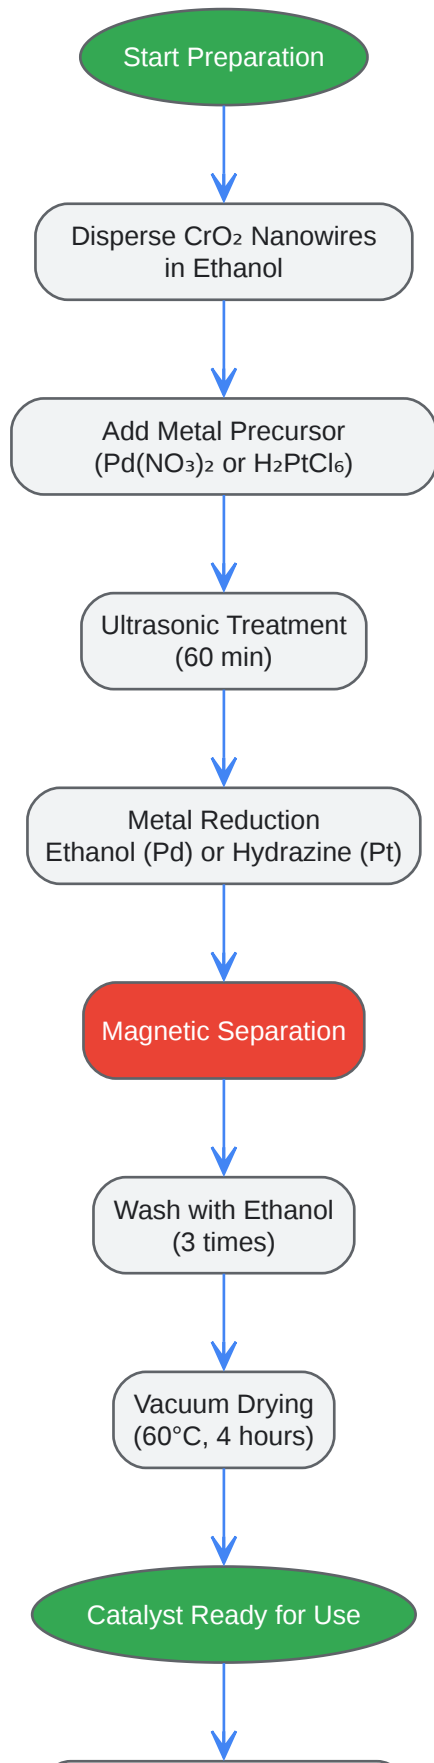 Start Preparation
Disperse CrO₂ Nanowires
in Ethanol
Add Metal Precursor
(Pd(NO₃)₂ or H₂PtCl₆)
Ultrasonic Treatment
(60 min)
Metal Reduction
Ethanol (Pd) or Hydrazine (Pt)
Magnetic Separation
Wash with Ethanol
(3 times)
Vacuum Drying
(60°C, 4 hours)
Catalyst Ready for Use